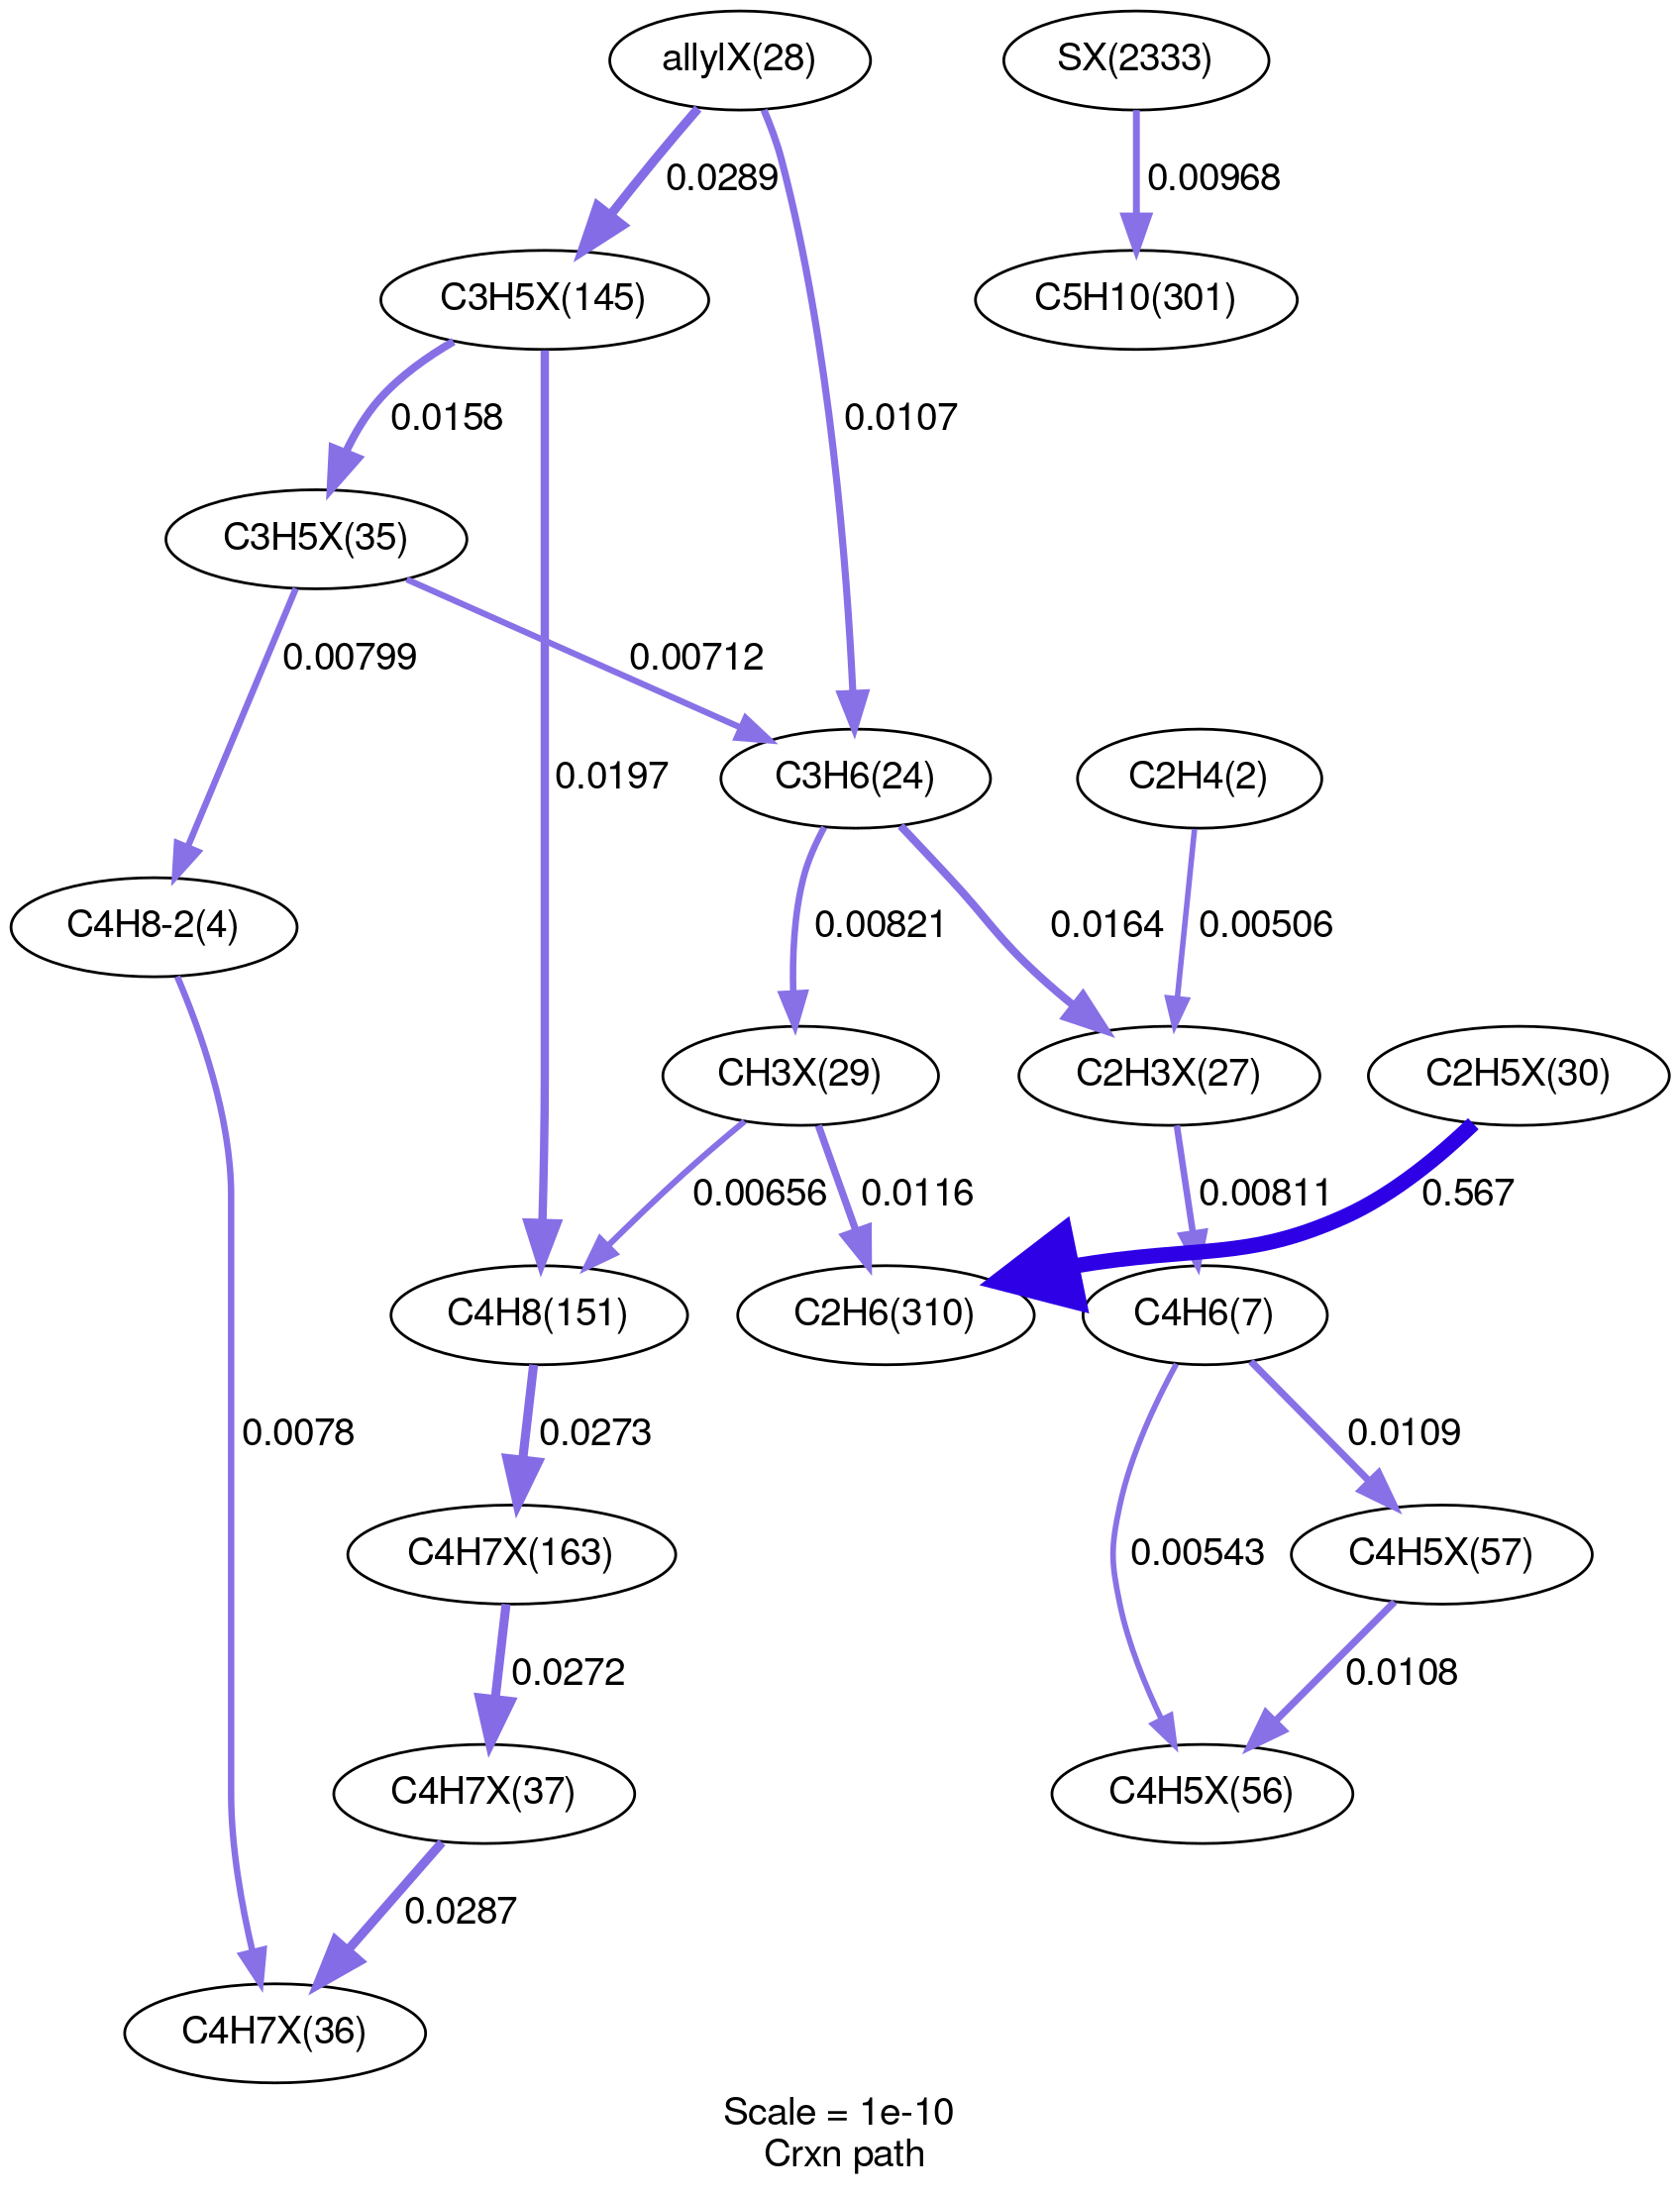 allylX(28)
SX(2333)
0.0289
0.00968
C3H5X(145)
C5H10(301)
0.0158
0.0107
C3H5X(35)
0.00799
0.00712
0.0197
C3H6(24)
C2H4(2)
C4H8-2(4)
0.00821
0.0164
0.00506
CH3X(29)
C2H3X(27)
C2H5X(30)
0.00656
0.0116
0.00811
0.567
C4H8(151)
C2H6(310)
C4H6(7)
0.0078
0.0273
0.0109
C4H7X(163)
0.00543
C4H5X(57)
0.0272
0.0108
C4H7X(37)
C4H5X(56)
0.0287
C4H7X(36)
Scale = 1e-10
Crxn path